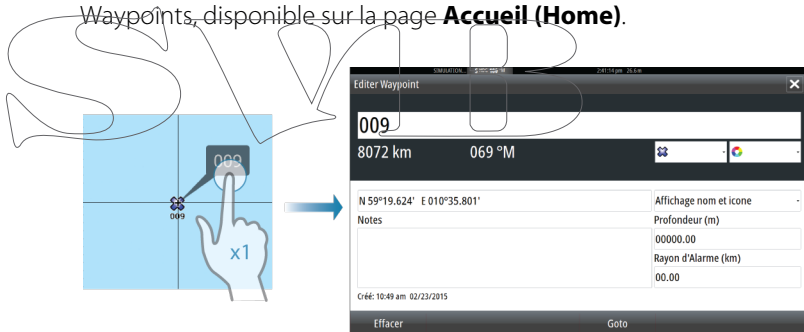 Waypoints, disponible sur la page Accueil (Home).
SVMB
SIMULATION... 2:41:14 pm 26.6m
Editer Waypoint
009
8072 km 069 °M
009
009
x1
N 59°19.624' E 010°35.801'
Affichage nom et icone
Notes
Profondeur (m)
00000.00
Rayon d'Alarme (km)
00.00
Créé: 10:49 am 02/23/2015
Effacer Goto